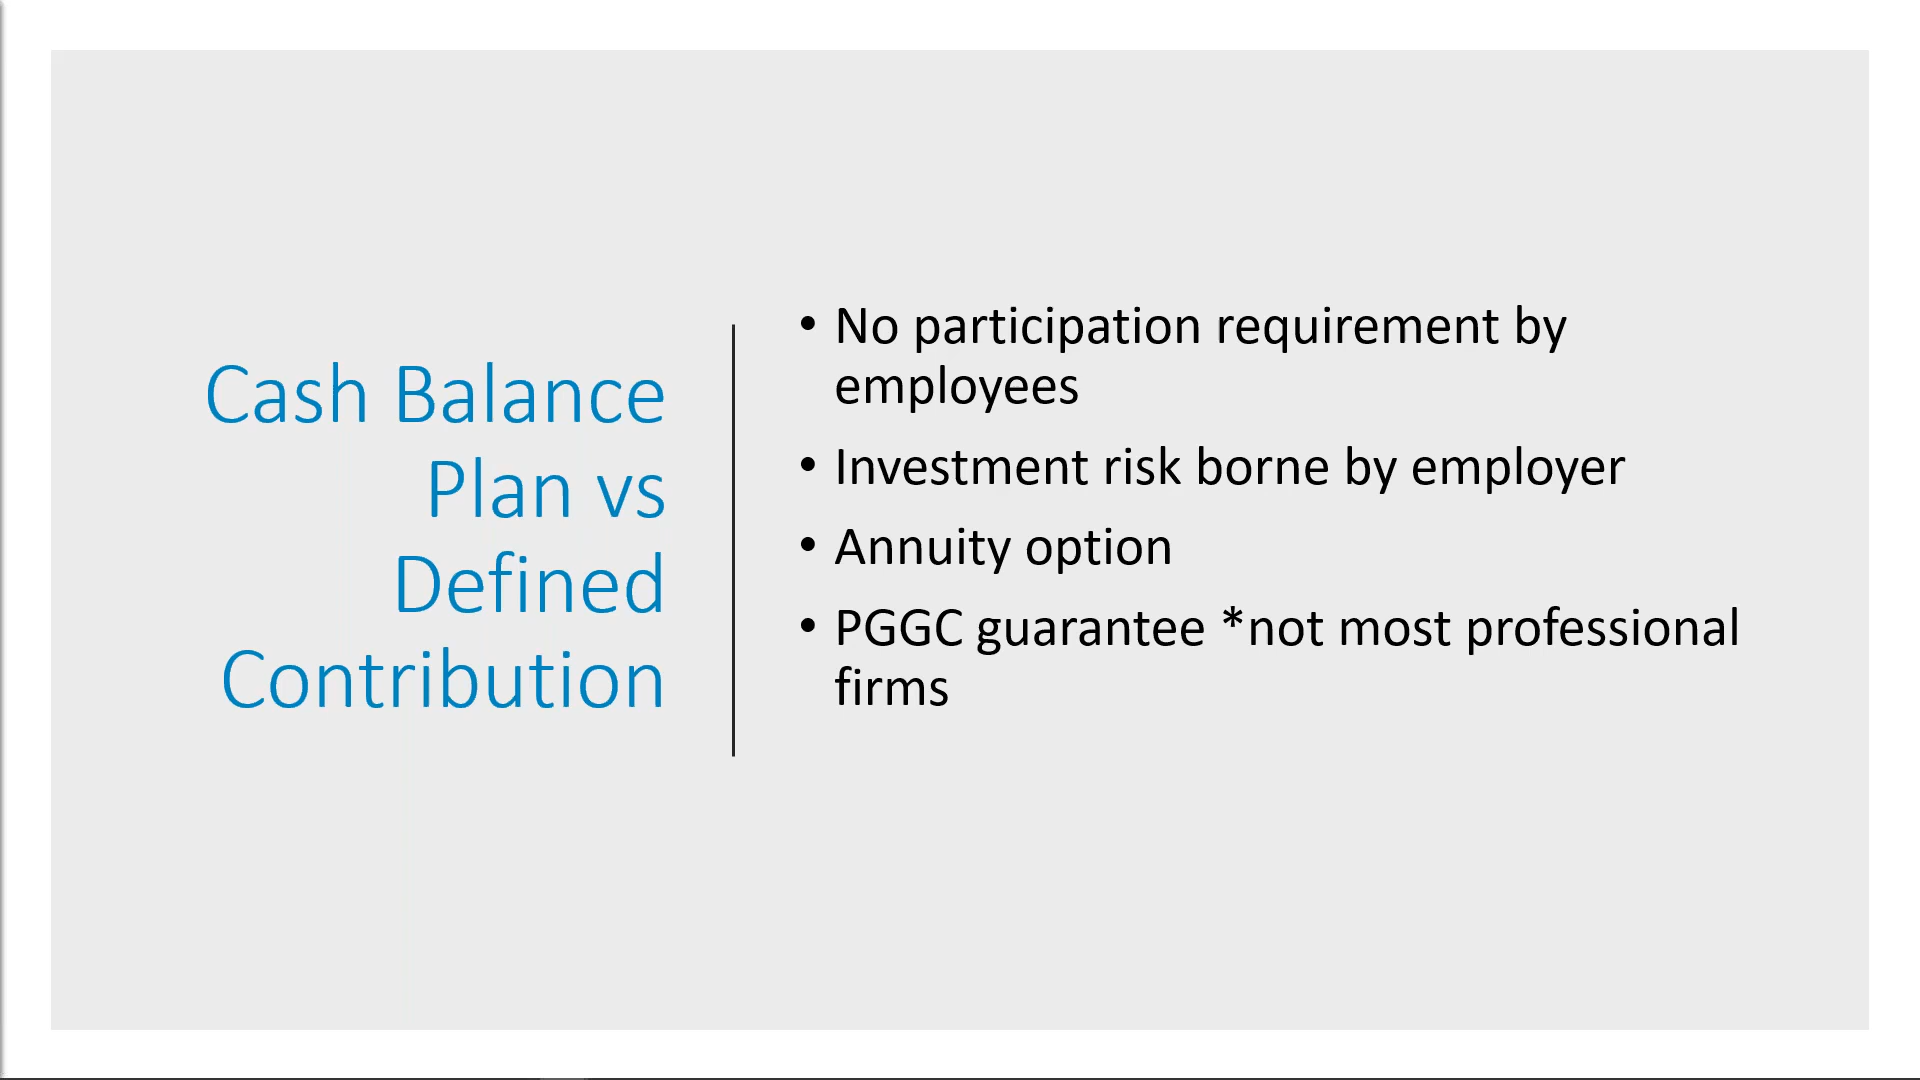 Cash Balance
Plan vs
Defined
Contribution
• No participation requirement by
employees
• Investment risk borne by employer
• Annuity option
• PGGC guarantee *not most professional
firms